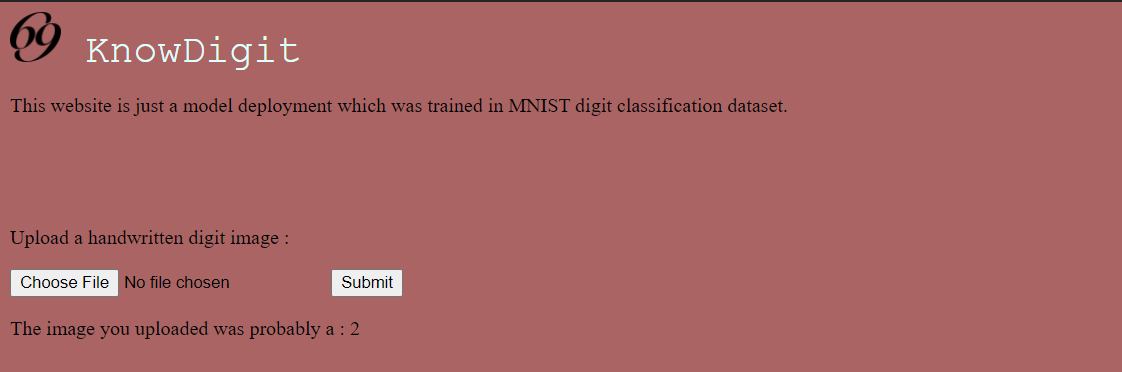 69 KnowDigit
This website is just a model deployment which was trained in MNIST digit classification dataset.
Upload a handwritten digit image :
Choose File No file chosen Submit
The image you uploaded was probably a : 2